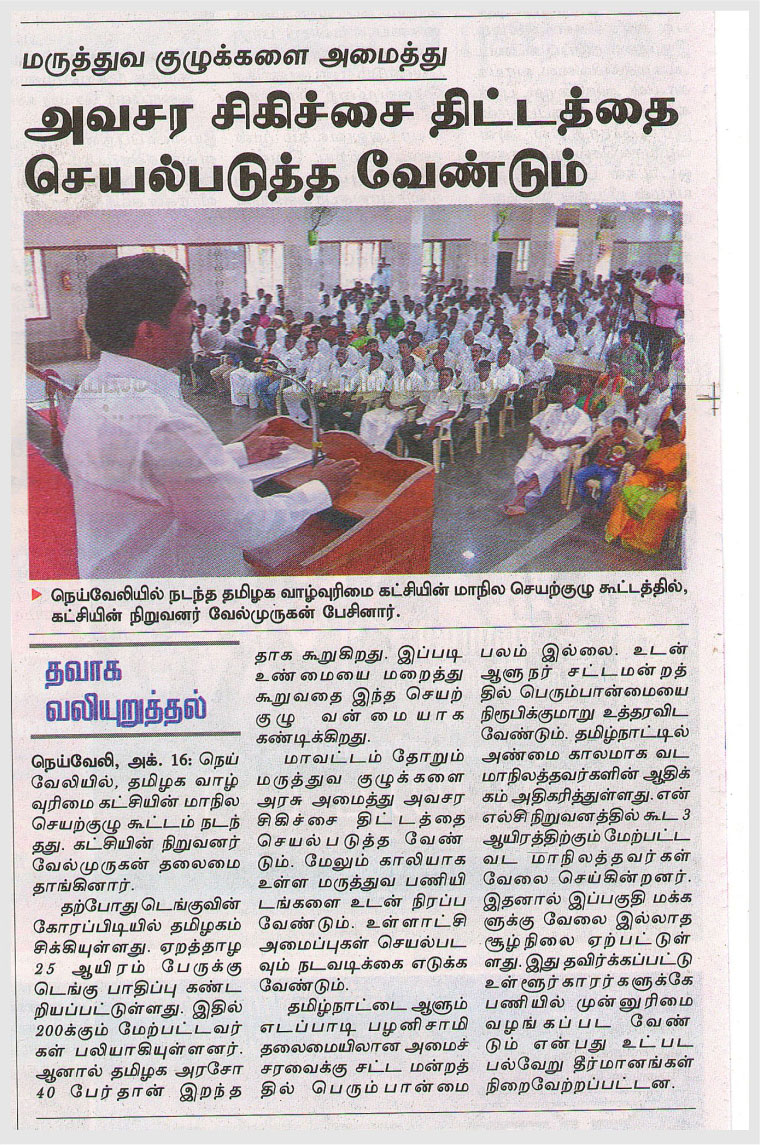 மருத்துவ குழுக்களை அமைத்து
அவசர சிகிச்சை திட்டத்தை
செயல்படுத்த வேண்டும்
நெய்வேலியில் நடந்த தமிழக வாழ்வுரிமை கட்சியின் மாநில செயற்குழு கூட்டத்தில்,
கட்சியின் நிறுவனர் வேல்முருகன் பேசினார்.
தவாக
வலியுறுத்தல்
நெய்வேலி, அக். 16: நெய்
வேலியில், தமிழக வாழ்
வுரிமை கட்சியின் மாநில
செயற்குழு கூட்டம் நடந்
தது. கட்சியின் நிறுவனர்
வேல்முருகன் தலைமை
தாங்கினார்.
தற்போது டெங்குவின்
கோரப்பிடியில் தமிழகம்
சிக்கியுள்ளது. ஏறத்தாழ
25 ஆயிரம் பேருக்கு
டெங்கு பாதிப்பு கண்ட
றியப்பட்டுள்ளது. இதில்
200க்கும் மேற்பட்டவர்
கள் பலியாகியுள்ளனர்.
ஆனால் தமிழக அரசோ
40 பேர்தான் இறந்த
தாக கூறுகிறது. இப்படி
உண்மையை மறைத்து
கூறுவதை இந்த செயற்
குழு வன்மையாக
கண்டிக்கிறது.
மாவட்டம் தோறும்
மருத்துவ குழுக்களை
அரசு அமைத்து அவசர
சிகிச்சை திட்டத்தை
செயல்படுத்த வேண்
டும். மேலும் காலியாக
உள்ள மருத்துவ பணியி
டங்களை உடன் நிரப்ப
வேண்டும். உள்ளாட்சி
அமைப்புகள் செயல்பட
வும் நடவடிக்கை எடுக்க
வேண்டும்.
தமிழ்நாட்டை ஆளும்
எடப்பாடி பழனிசாமி
தலைமையிலான அமைச்
சரவைக்கு சட்ட மன்றத்
தில் பெரும்பான்மை
பலம் இல்லை. உடன்
ஆளுநர் சட்டமன்றத்
தில் பெரும்பான்மையை
நிரூபிக்குமாறு உத்தரவிட
வேண்டும். தமிழ்நாட்டில்
அண்மை காலமாக வட
மாநிலத்தவர்களின் ஆதிக்
கம் அதிகரித்துள்ளது. என்
எல்சி நிறுவனத்தில் கூட 3
ஆயிரத்திற்கும் மேற்பட்ட
வட மாநிலத்தவர்கள்
வேலை செய்கின்றனர்.
இதனால் இப்பகுதி மக்க
ளுக்கு வேலை இல்லாத
சூழ்நிலை ஏற்பட்டுள்
ளது. இது தவிர்க்கப்பட்டு
உள்ளூர்காரர்களுக்கே
பணியில் முன்னுரிமை
வழங்கப்பட வேண்
டும் என்பது உட்பட
பல்வேறு தீர்மானங்கள்
நிறைவேற்றப்பட்டன.